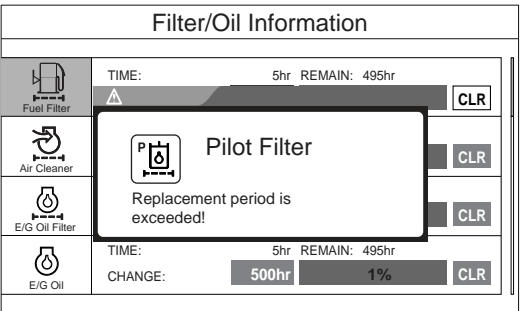 Filter/Oil Information
Fuel Filter
TIME: 5hr REMAIN: 495hr
CLR
Air Cleaner
CLR
P
Pilot Filter
Replacement period is
exceeded!
E/G Oil Filter
CLR
E/G Oil
TIME: 5hr REMAIN: 495hr
CHANGE: 500hr 1% CLR